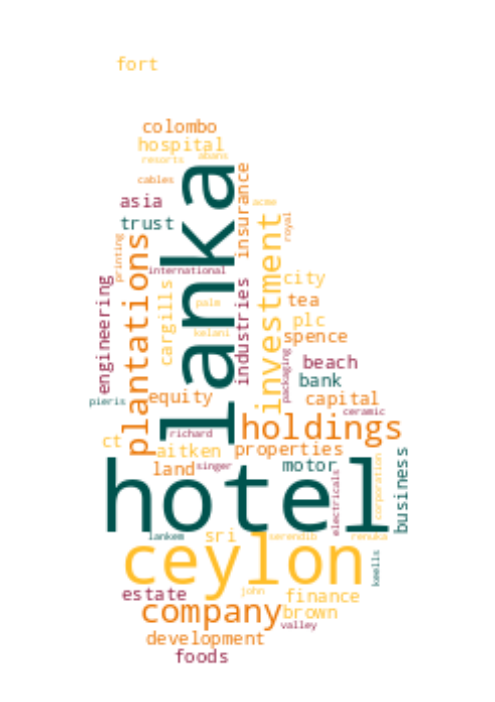 fort
colombo
hospital
resorts
abans
cables
lanka
insurance
asia
acme
trust
royal
printing
plantations
international
investment
engineering
cargills
industries
city
palm
tea
plc
kelani
spence
packaging
beach
bank
pieris
equity
capital
ceramic
holdings
richard
ct
aitken
properties
land
singer
motor
business
corporation
electricals
hotel
lankem
sri
serendib
renuka
ceylon
keells
estate
john
finance
company
brown
valley
development
foods